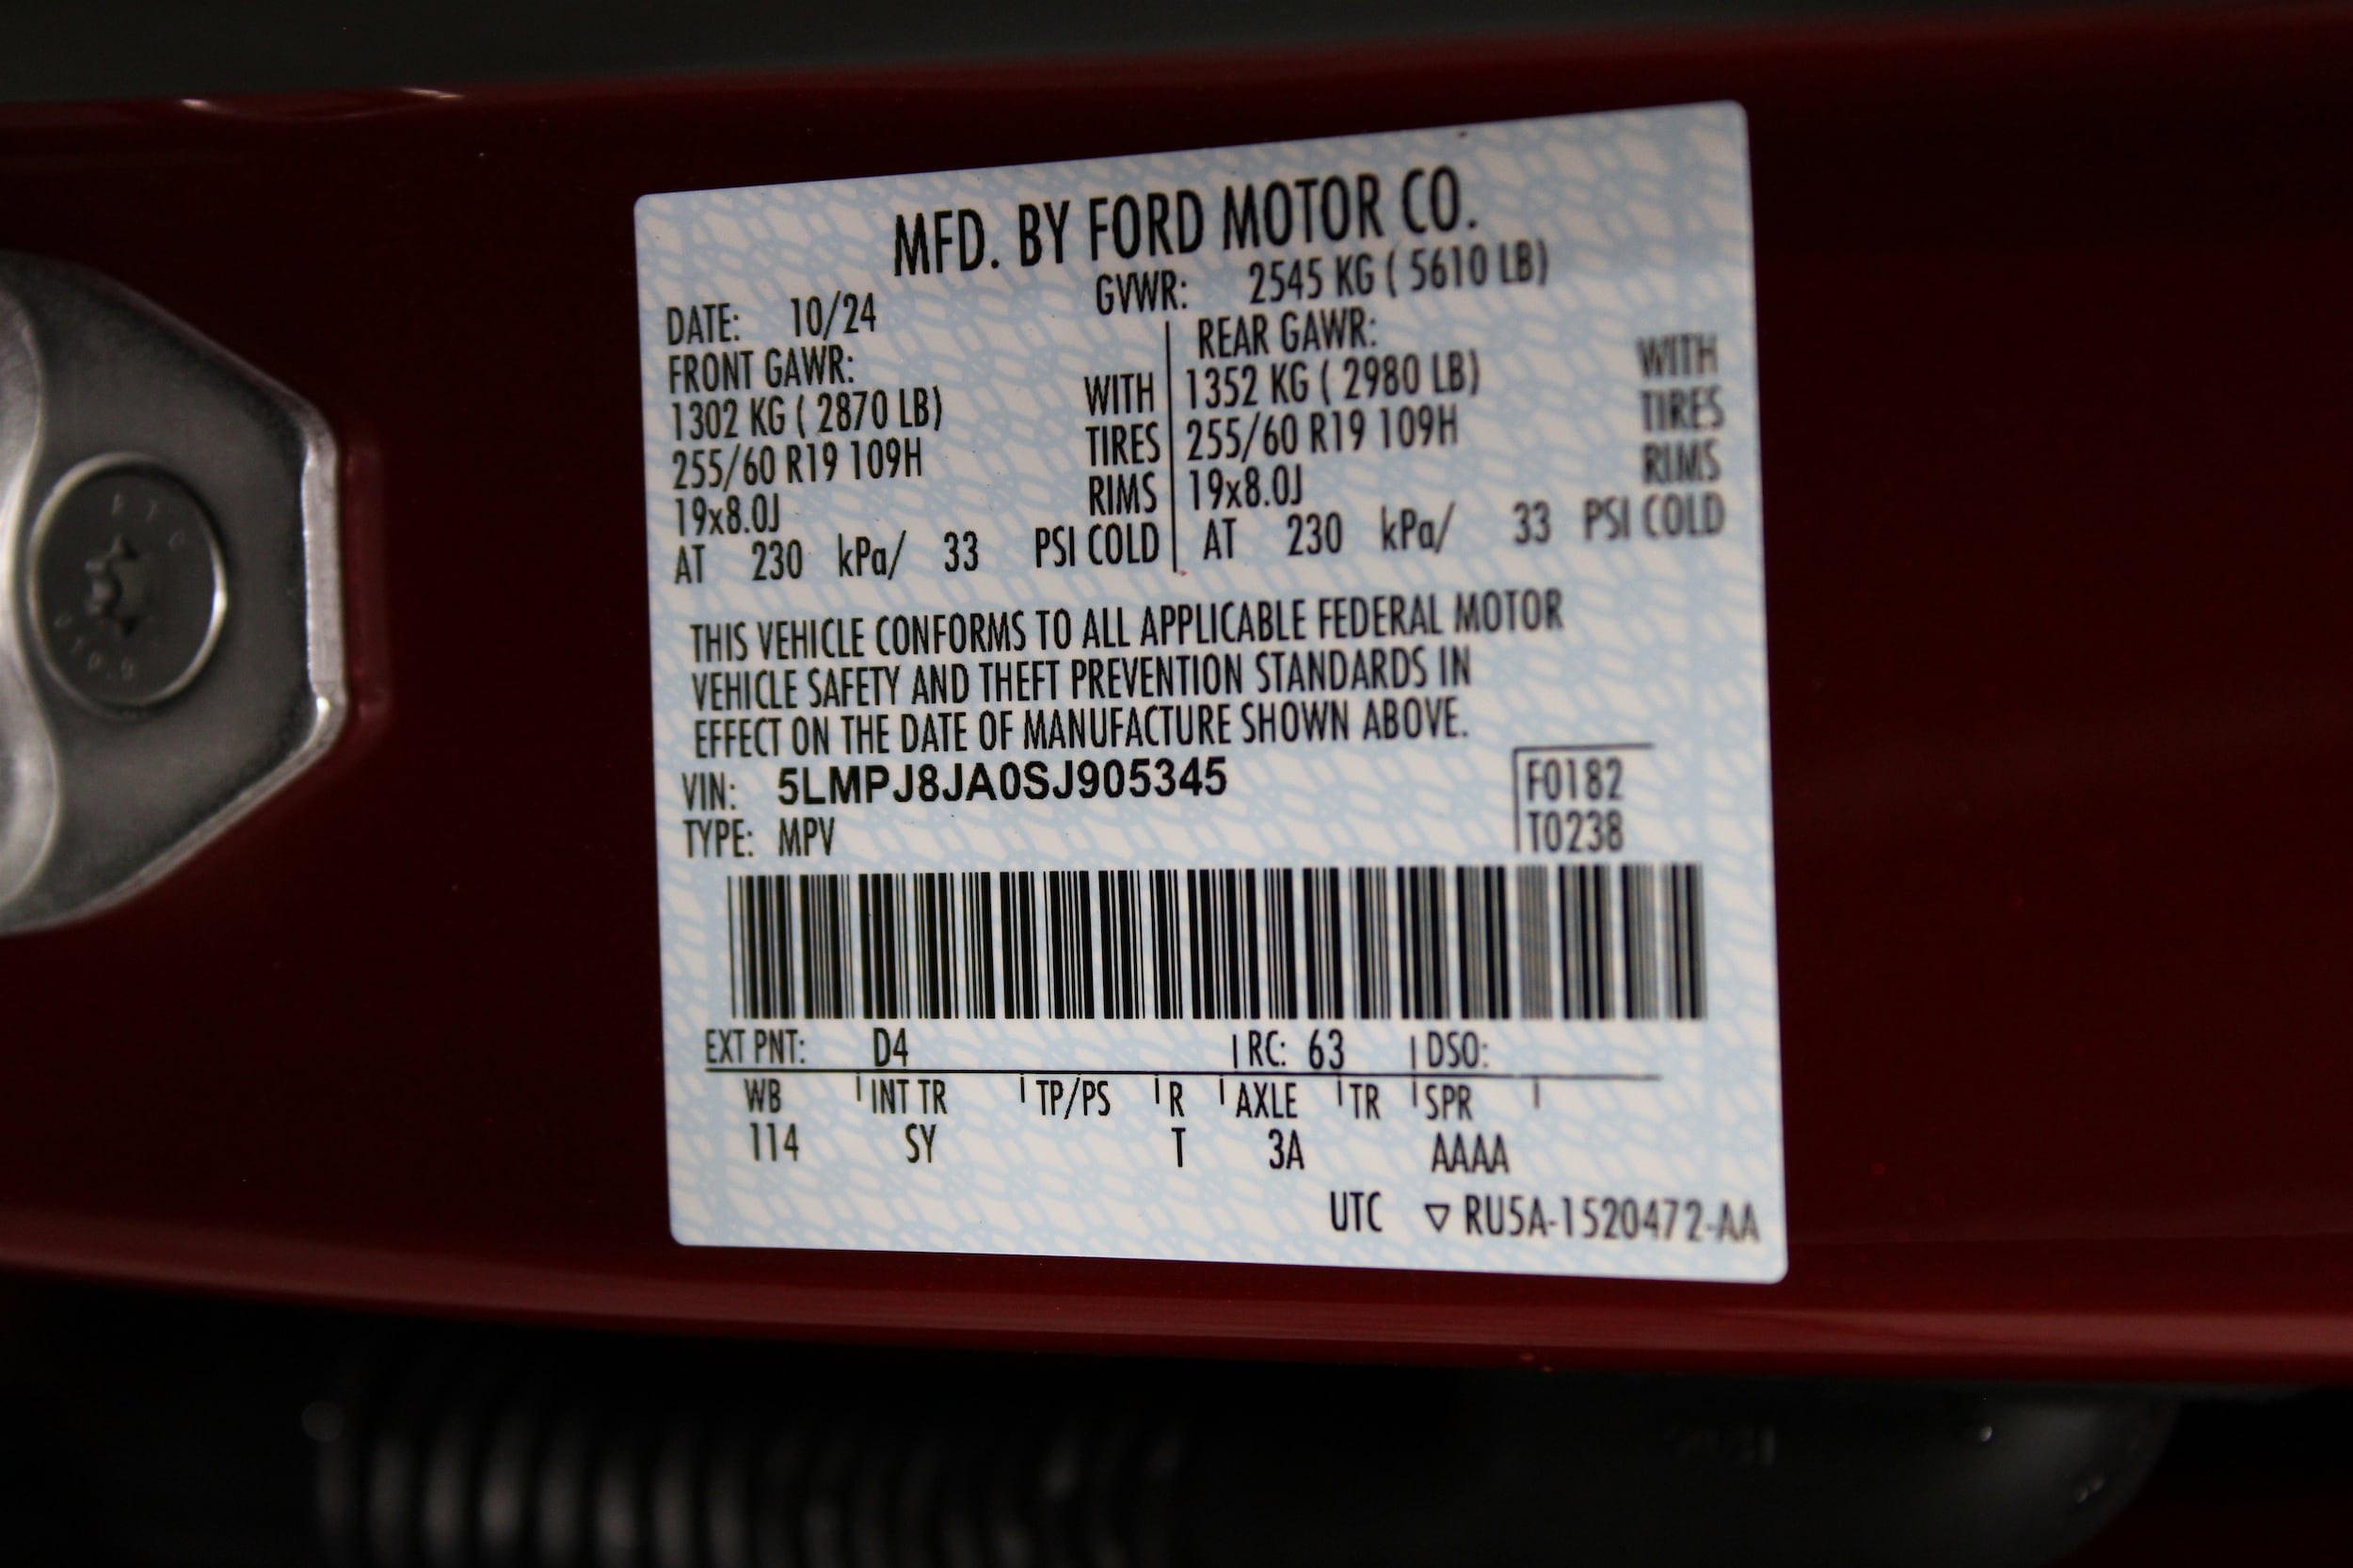 MFD. BY FORD MOTOR CO.
DATE: 10/24 GVWR: 2545 KG ( 5610 LB)
FRONT GAWR: REAR GAWR:
1302 KG ( 2870 LB) WITH 1352 KG ( 2980 LB) WITH
255/60 R19 109H TIRES 255/60 R19 109H TIRES
19x8.0J RIMS 19x8.0J RIMS
AT 230 kPa/ 33 PSI COLD AT 230 kPa/ 33 PSI COLD
THIS VEHICLE CONFORMS TO ALL APPLICABLE FEDERAL MOTOR
VEHICLE SAFETY AND THEFT PREVENTION STANDARDS IN
EFFECT ON THE DATE OF MANUFACTURE SHOWN ABOVE.
VIN: 5LMPJ8JA0SJ905345 F0182
TYPE: MPV T0238
EXT PNT: D4 RC: 63 DSO:
WB INT TR TP/PS R AXLE TR SPR
114 SY T 3A AAAA
UTC ▽ RU5A-1520472-AA